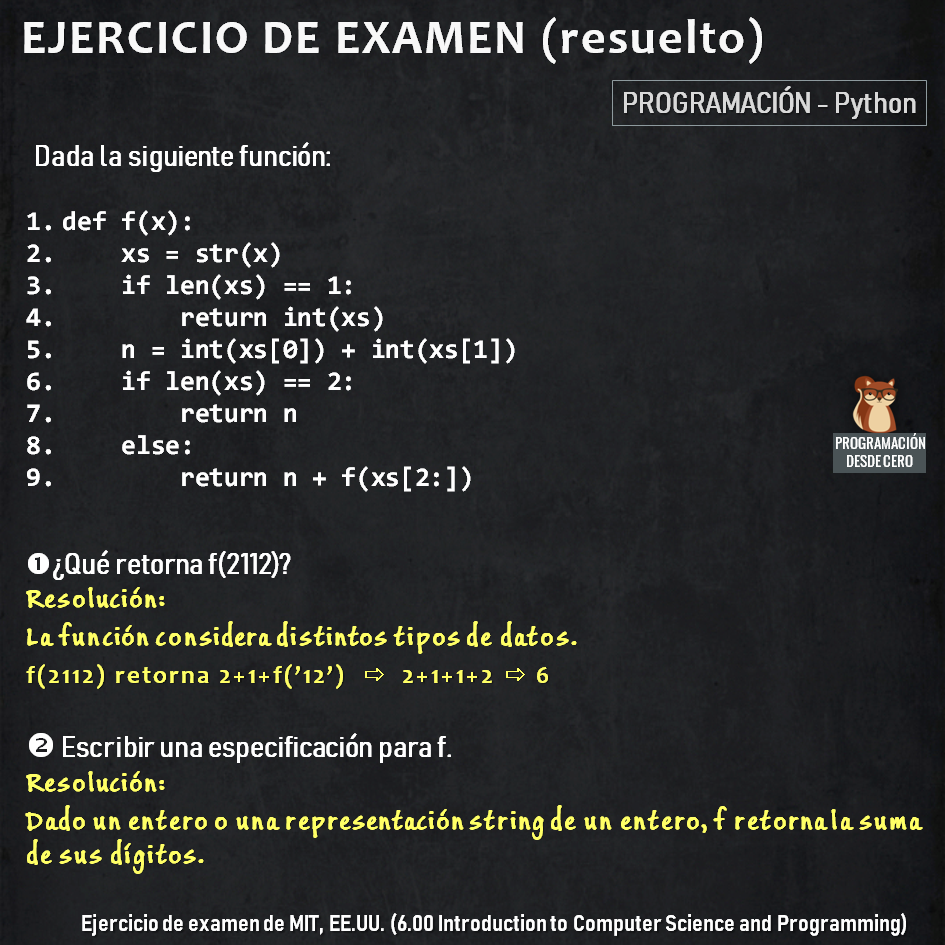 EJERCICIO DE EXAMEN (resuelto)
PROGRAMACIÓN - Python
Dada la siguiente función:
1. def f(x):
2.     xs = str(x)
3.     if len(xs) == 1:
4.         return int(xs)
5.     n = int(xs[0]) + int(xs[1])
6.     if len(xs) == 2:
7.         return n
8.     else:
9.         return n + f(xs[2:])
PROGRAMACIÓN
DESDE CERO
❶ ¿Qué retorna f(2112)?
Resolución:
La función considera distintos tipos de datos.
f(2112) retorna 2+1+f('12') ⇨ 2+1+1+2 ⇨ 6
❷ Escribir una especificación para f.
Resolución:
Dado un entero o una representación string de un entero, f retorna la suma
de sus dígitos.
Ejercicio de examen de MIT, EE.UU. (6.00 Introduction to Computer Science and Programming)